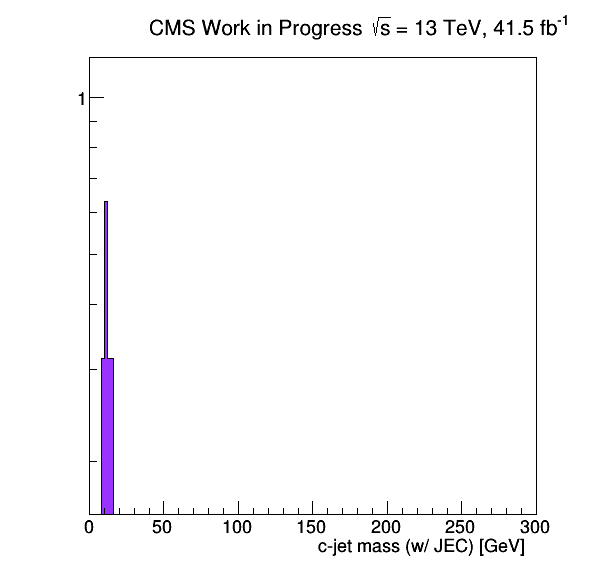 CMS Work in Progress √s = 13 TeV, 41.5 fb⁻¹
1
0 50 100 150 200 250 300
c-jet mass (w/ JEC) [GeV]